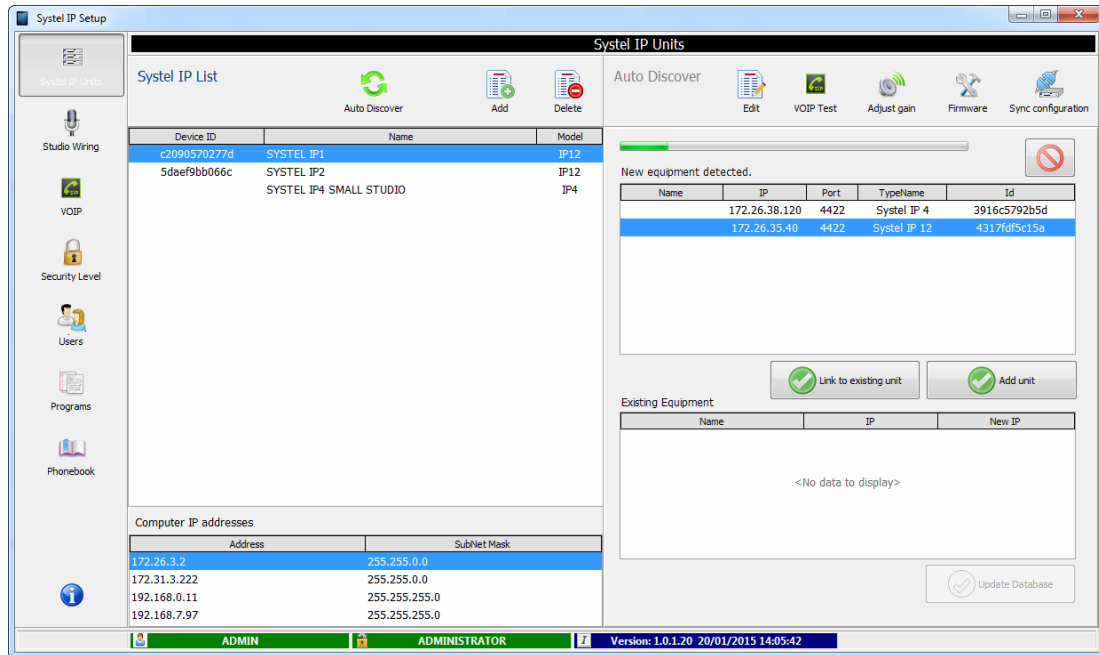 Systel IP Setup
Systel IP Units
Systel IP Units
Studio Wiring
VOIP
Security Level
Users
Programs
Phonebook
Systel IP List
Auto Discover
Add
Delete
Device ID Name Model
c2090570277d SYSTEL IP1 IP12
5daef9bb066c SYSTEL IP2 IP12
SYSTEL IP4 SMALL STUDIO IP4
Computer IP addresses
Address SubNet Mask
172.26.3.2 255.255.0.0
172.31.3.222 255.255.0.0
192.168.0.11 255.255.255.0
192.168.7.97 255.255.255.0
Auto Discover
Edit
VOIP Test
Adjust gain
Firmware
Sync configuration
New equipment detected.
Name IP Port TypeName Id
172.26.38.120 4422 Systel IP 4 3916c5792b5d
172.26.35.40 4422 Systel IP 12 4317fdf5c15a
Link to existing unit
Add unit
Existing Equipment
Name IP New IP
<No data to display>
Update Database
ADMIN ADMINISTRATOR I Version: 1.0.1.20 20/01/2015 14:05:42